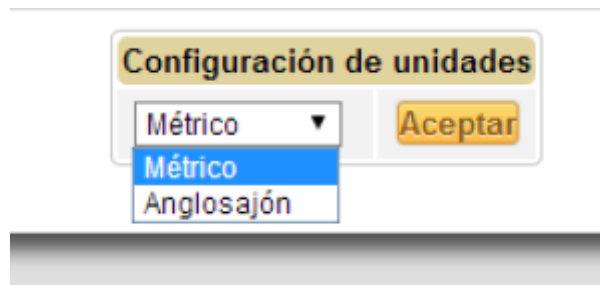 Configuración de unidades
Métrico Aceptar
Métrico
Anglosajón